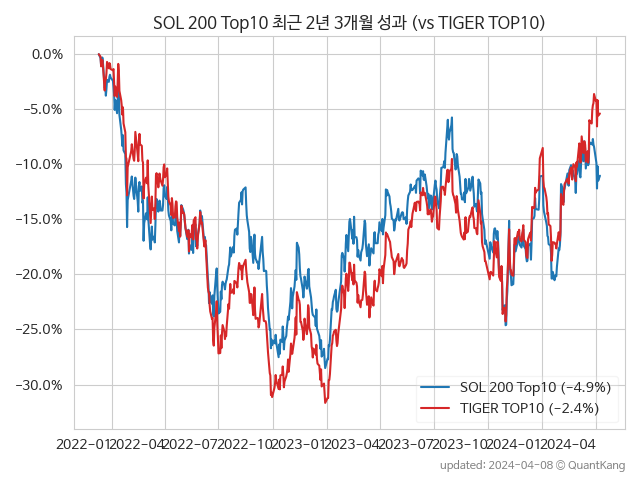 SOL 200 Top10 최근 2년 3개월 성과 (vs TIGER TOP10)
0.0%
−5.0%
−10.0%
−15.0%
−20.0%
−25.0%
−30.0%
SOL 200 Top10 (−4.9%)
TIGER TOP10 (−2.4%)
2022-01 2022-04 2022-07 2022-10 2023-01 2023-04 2023-07 2023-10 2024-01 2024-04
updated: 2024-04-08 © QuantKang